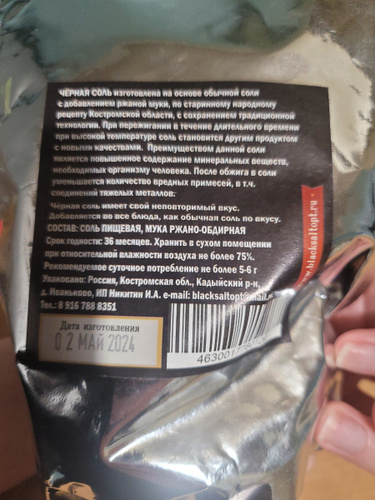 ЧЁРНАЯ СОЛЬ изготовлена на основе обычной соли
с добавлением ржаной муки, по старинному народному
рецепту Костромской области, с сохранением традиционной
технологии. При пережигании в течение длительного времени
при высокой температуре соль становится другим продуктом
с новыми качествами. Преимуществом данной соли
является повышенное содержание минеральных веществ,
необходимых организму человека. После обжига в соли
уменьшается количество вредных примесей, в т.ч.
соединений тяжелых металлов.
Чёрная соль имеет свой неповторимый вкус.
Добавляется во все блюда, как обычная соль по вкусу.
СОСТАВ: СОЛЬ ПИЩЕВАЯ, МУКА РЖАНО-ОБДИРНАЯ
Срок годности: 36 месяцев. Хранить в сухом помещении
при относительной влажности воздуха не более 75%.
Рекомендуемое суточное потребление не более 5-6 г
Упаковано: Россия, Костромская обл., Кадыйский р-н,
д. Иваньково, ИП Никитин И.А. e-mail: blacksaltopt@mail.
Тел.: 8 916 788 8351
Дата изготовления
0 2 МАЙ 2024
.blacksaltopt.ru